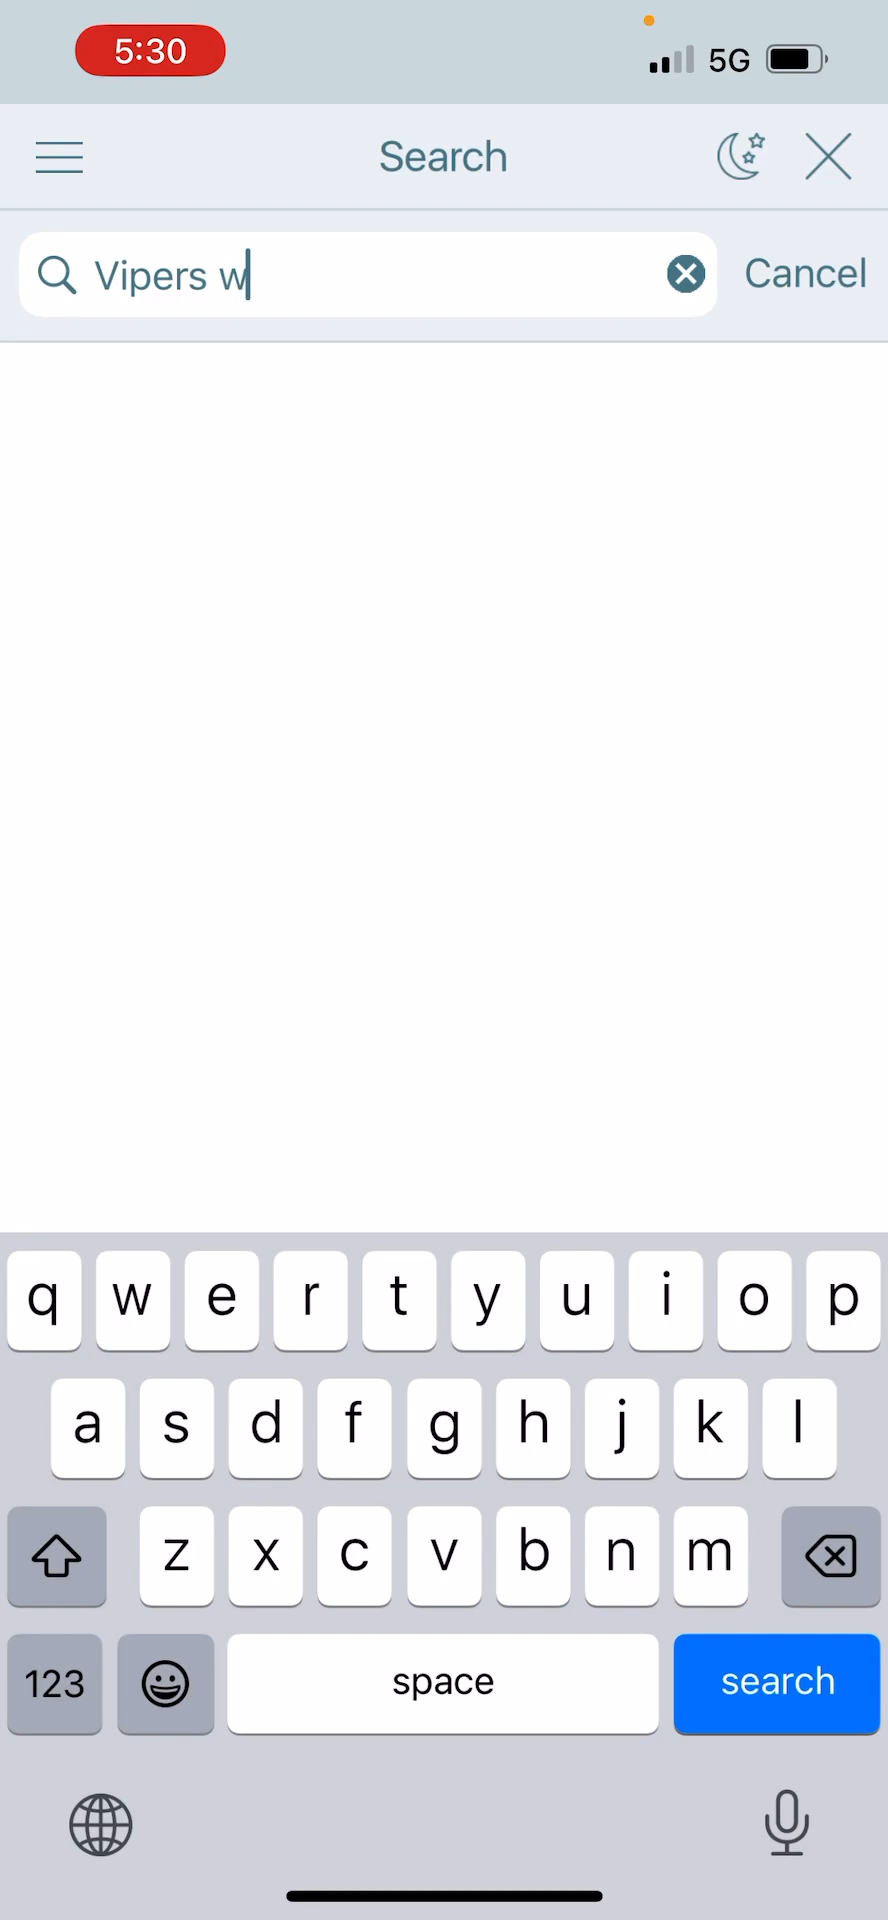 5:30 5G
Search
Vipers w Cancel
q w e r t y u i o p
a s d f g h j k l
z x c v b n m
123 space search